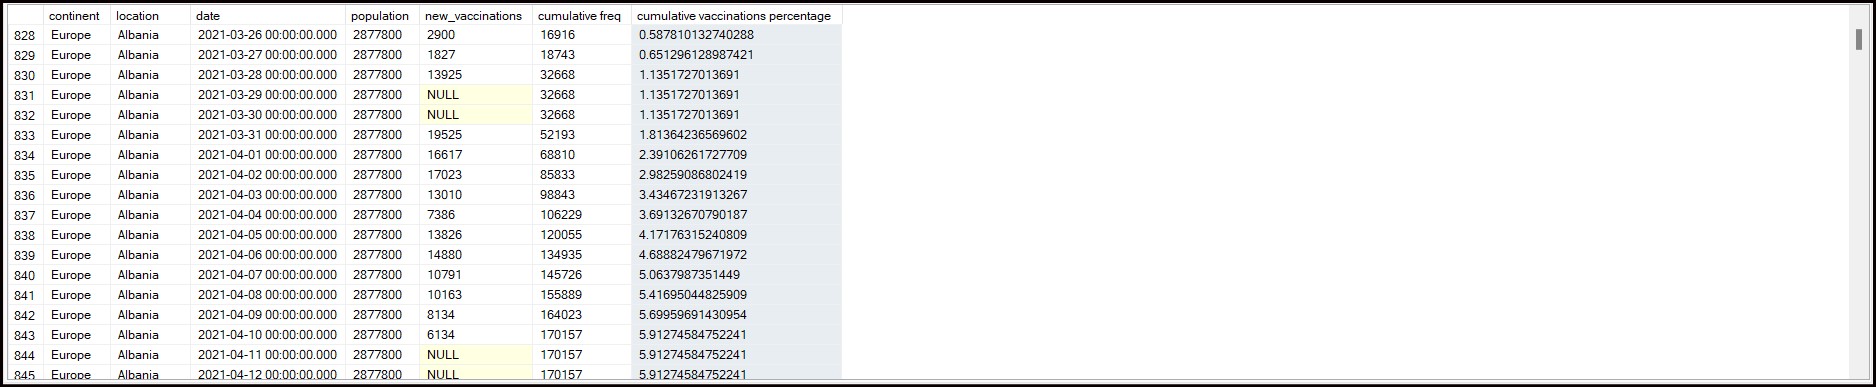 continent location date population new_vaccinations cumulative freq cumulative vaccinations percentage
828 Europe Albania 2021-03-26 00:00:00.000 2877800 2900 16916 0.587810132740288
829 Europe Albania 2021-03-27 00:00:00.000 2877800 1827 18743 0.651296128987421
830 Europe Albania 2021-03-28 00:00:00.000 2877800 13925 32668 1.1351727013691
831 Europe Albania 2021-03-29 00:00:00.000 2877800 NULL 32668 1.1351727013691
832 Europe Albania 2021-03-30 00:00:00.000 2877800 NULL 32668 1.1351727013691
833 Europe Albania 2021-03-31 00:00:00.000 2877800 19525 52193 1.81364236569602
834 Europe Albania 2021-04-01 00:00:00.000 2877800 16617 68810 2.39106261727709
835 Europe Albania 2021-04-02 00:00:00.000 2877800 17023 85833 2.98259086802419
836 Europe Albania 2021-04-03 00:00:00.000 2877800 13010 98843 3.43467231913267
837 Europe Albania 2021-04-04 00:00:00.000 2877800 7386 106229 3.69132670790187
838 Europe Albania 2021-04-05 00:00:00.000 2877800 13826 120055 4.17176315240809
839 Europe Albania 2021-04-06 00:00:00.000 2877800 14880 134935 4.68882479671972
840 Europe Albania 2021-04-07 00:00:00.000 2877800 10791 145726 5.0637987351449
841 Europe Albania 2021-04-08 00:00:00.000 2877800 10163 155889 5.41695044825909
842 Europe Albania 2021-04-09 00:00:00.000 2877800 8134 164023 5.69959691430954
843 Europe Albania 2021-04-10 00:00:00.000 2877800 6134 170157 5.91274584752241
844 Europe Albania 2021-04-11 00:00:00.000 2877800 NULL 170157 5.91274584752241
845 Europe Albania 2021-04-12 00:00:00.000 2877800 NULL 170157 5.91274584752241